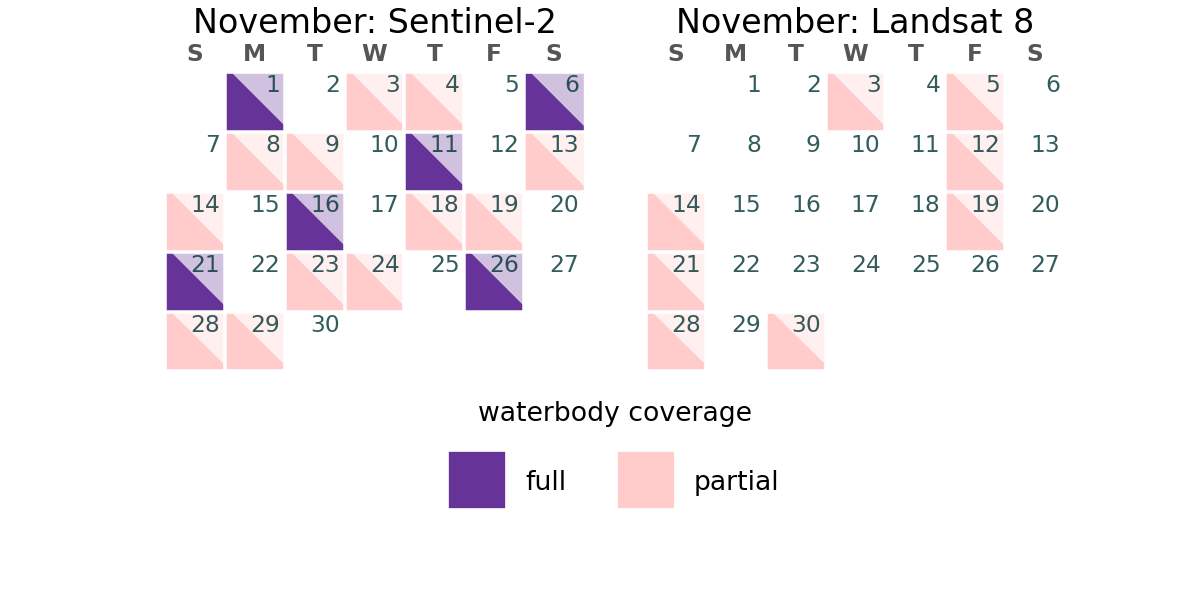 November: Sentinel-2
S M T W T F S
1 2 3 4 5 6
7 8 9 10 11 12 13
14 15 16 17 18 19 20
21 22 23 24 25 26 27
28 29 30
November: Landsat 8
S M T W T F S
1 2 3 4 5 6
7 8 9 10 11 12 13
14 15 16 17 18 19 20
21 22 23 24 25 26 27
28 29 30
waterbody coverage
full partial